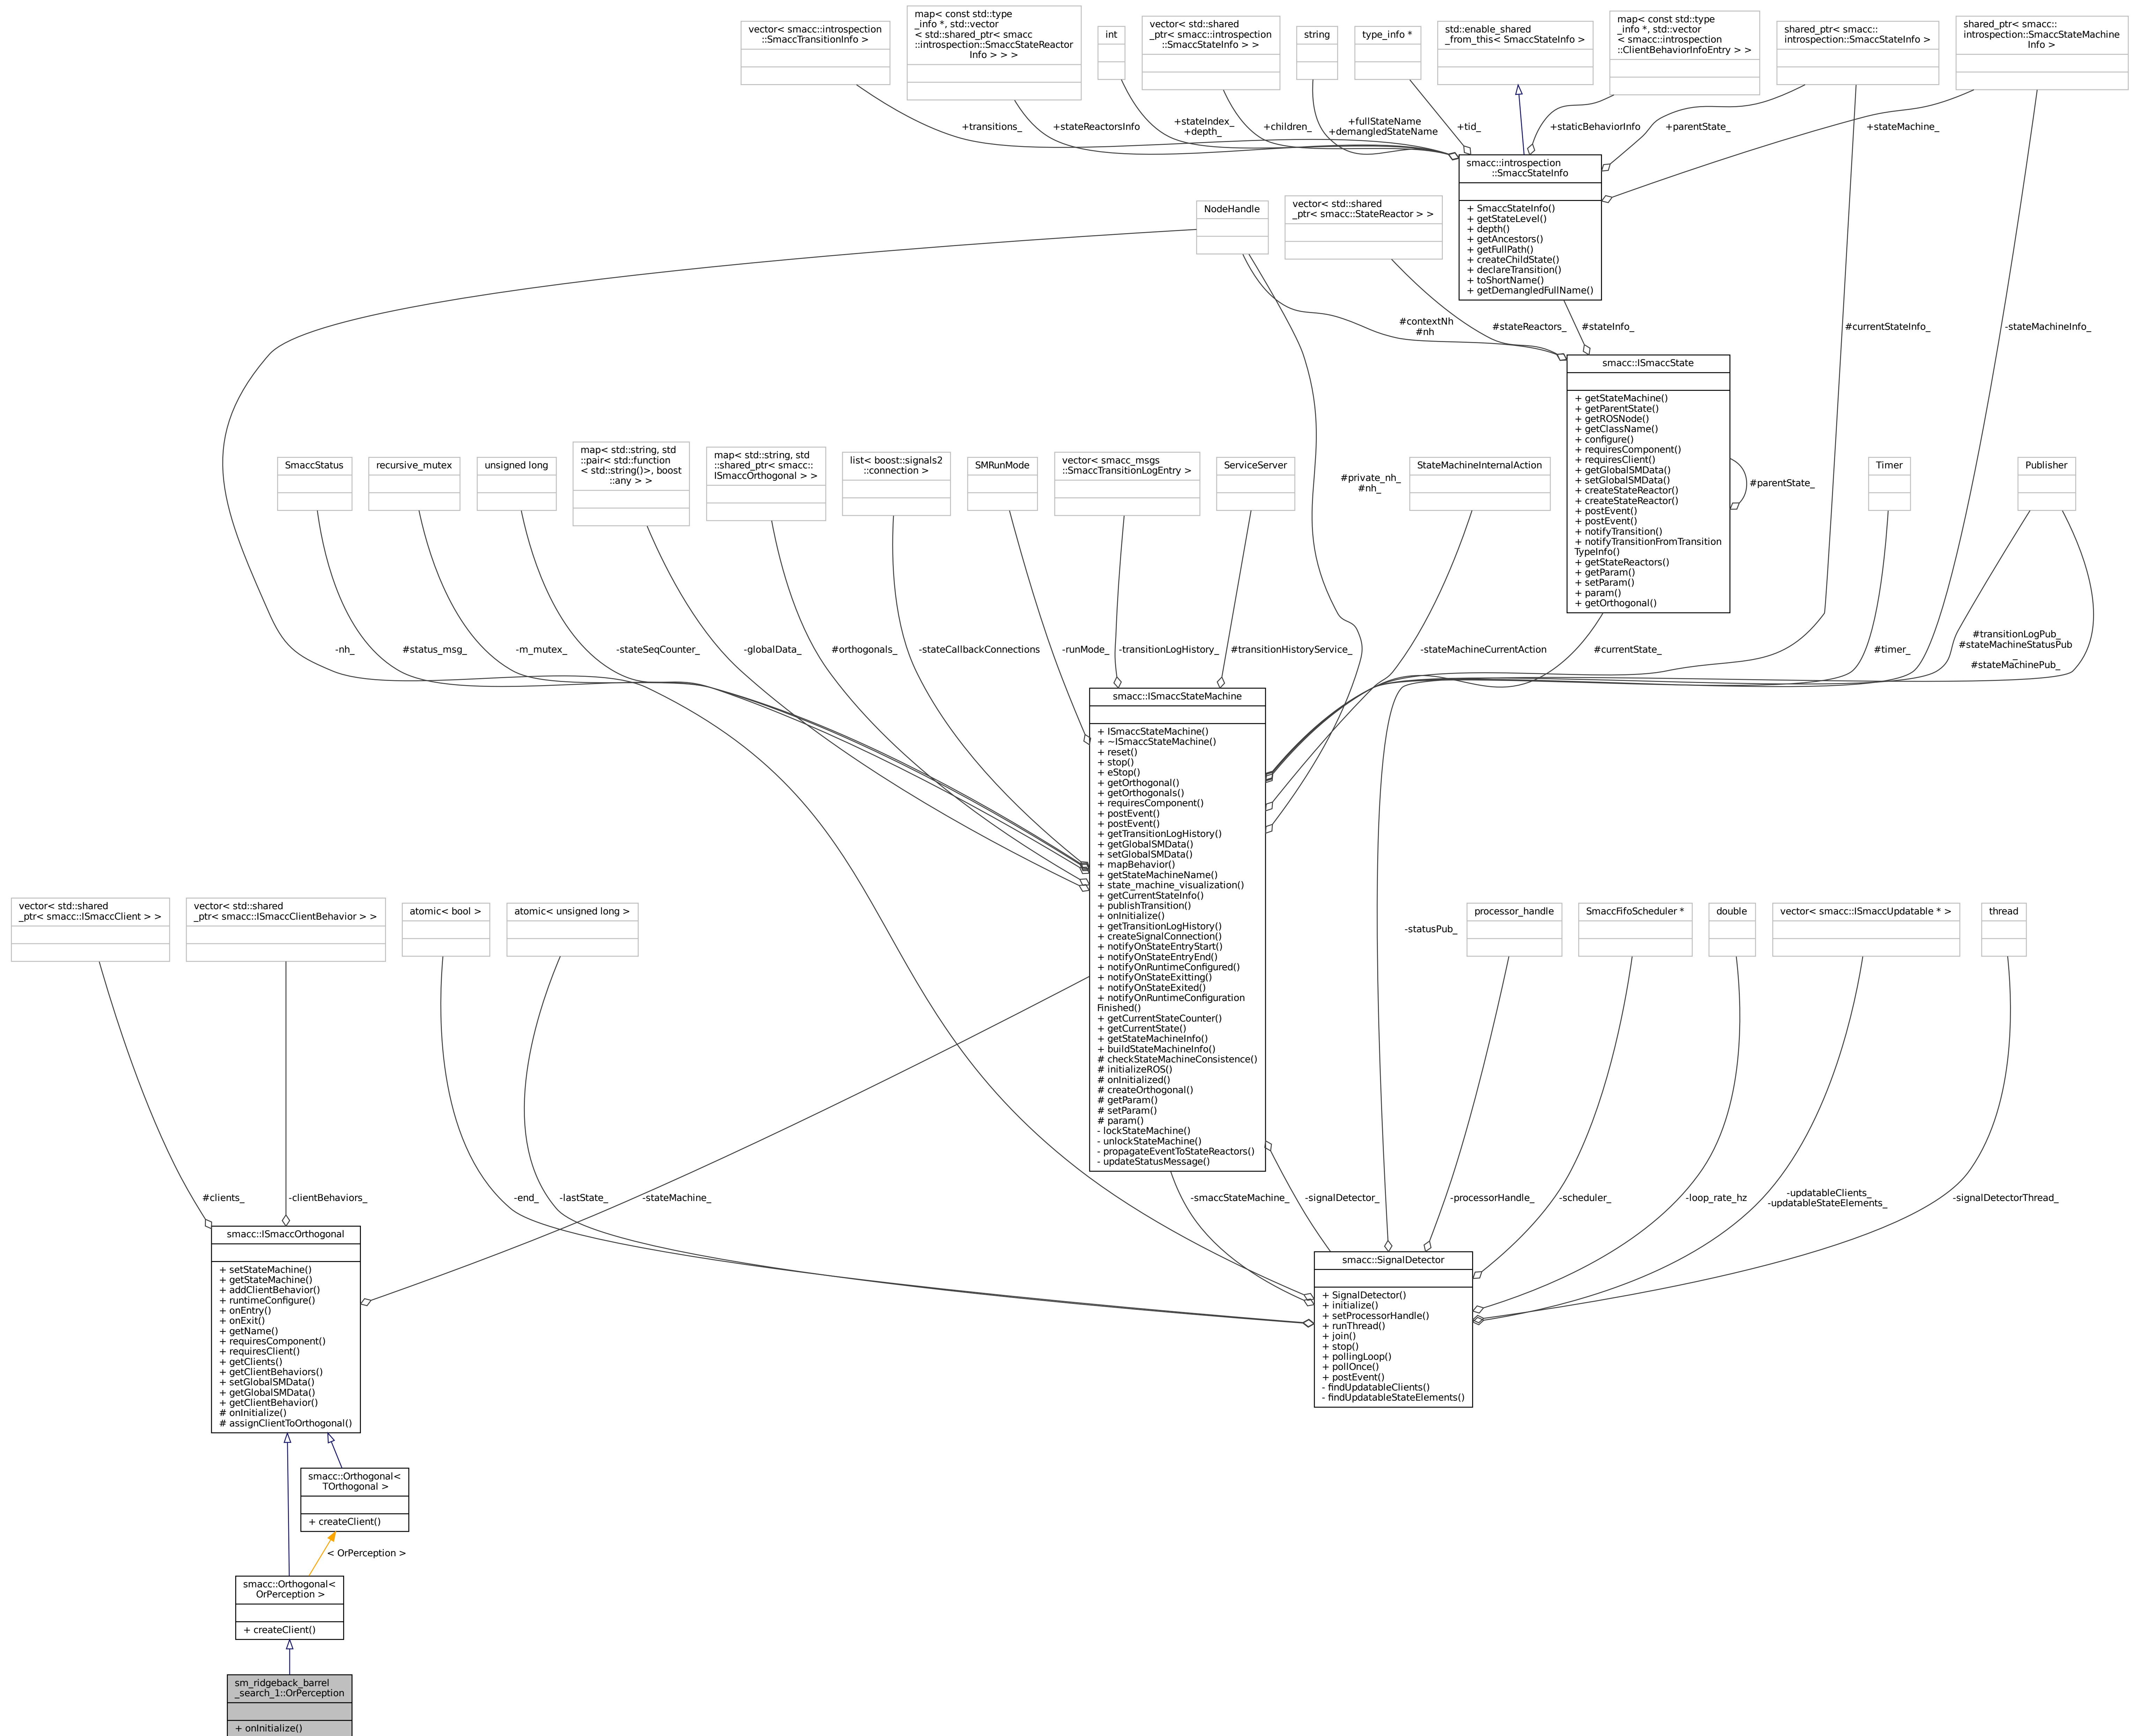 vector< smacc::introspection
::SmaccTransitionInfo >
map< const std::type
_info *, std::vector
< std::shared_ptr< smacc
::introspection::SmaccStateReactor
Info > > >
int
vector< std::shared
_ptr< smacc::introspection
::SmaccStateInfo > >
string
type_info *
std::enable_shared
_from_this< SmaccStateInfo >
map< const std::type
_info *, std::vector
< smacc::introspection
::ClientBehaviorInfoEntry > >
shared_ptr< smacc::
introspection::SmaccStateInfo >
shared_ptr< smacc::
introspection::SmaccStateMachine
Info >
+transitions_
+stateReactorsInfo
+stateIndex_
+depth_
+children_
+fullStateName
+demangledStateName
+tid_
+staticBehaviorInfo
+parentState_
+stateMachine_
smacc::introspection
::SmaccStateInfo
+ SmaccStateInfo()
+ getStateLevel()
+ depth()
+ getAncestors()
+ getFullPath()
+ createChildState()
+ declareTransition()
+ toShortName()
+ getDemangledFullName()
NodeHandle
vector< std::shared
_ptr< smacc::StateReactor > >
#contextNh
#nh
#stateReactors_
#stateInfo_
#currentStateInfo_
-stateMachineInfo_
smacc::ISmaccState
+ getStateMachine()
+ getParentState()
+ getROSNode()
+ getClassName()
+ configure()
+ requiresComponent()
+ requiresClient()
+ getGlobalSMData()
+ setGlobalSMData()
+ createStateReactor()
+ createStateReactor()
+ postEvent()
+ postEvent()
+ notifyTransition()
+ notifyTransitionFromTransition
TypeInfo()
+ getStateReactors()
+ getParam()
+ setParam()
+ param()
+ getOrthogonal()
#parentState_
SmaccStatus
recursive_mutex
unsigned long
map< std::string, std
::pair< std::function
< std::string()>, boost
::any > >
map< std::string, std
::shared_ptr< smacc::
ISmaccOrthogonal > >
list< boost::signals2
::connection >
SMRunMode
vector< smacc_msgs
::SmaccTransitionLogEntry >
ServiceServer
#private_nh_
#nh_
StateMachineInternalAction
Timer
Publisher
-nh_
#status_msg_
-m_mutex_
-stateSeqCounter_
-globalData_
#orthogonals_
-stateCallbackConnections
-runMode_
-transitionLogHistory_
#transitionHistoryService_
-stateMachineCurrentAction
#currentState_
#timer_
#transitionLogPub_
#stateMachineStatusPub
_
#stateMachinePub_
smacc::ISmaccStateMachine
+ ISmaccStateMachine()
+ ~ISmaccStateMachine()
+ reset()
+ stop()
+ eStop()
+ getOrthogonal()
+ getOrthogonals()
+ requiresComponent()
+ postEvent()
+ postEvent()
+ getTransitionLogHistory()
+ getGlobalSMData()
+ setGlobalSMData()
+ mapBehavior()
+ getStateMachineName()
+ state_machine_visualization()
+ getCurrentStateInfo()
+ publishTransition()
+ onInitialize()
+ getTransitionLogHistory()
+ createSignalConnection()
+ notifyOnStateEntryStart()
+ notifyOnStateEntryEnd()
+ notifyOnRuntimeConfigured()
+ notifyOnStateExitting()
+ notifyOnStateExited()
+ notifyOnRuntimeConfiguration
Finished()
+ getCurrentStateCounter()
+ getCurrentState()
+ getStateMachineInfo()
+ buildStateMachineInfo()
# checkStateMachineConsistence()
# initializeROS()
# onInitialized()
# createOrthogonal()
# getParam()
# setParam()
# param()
- lockStateMachine()
- unlockStateMachine()
- propagateEventToStateReactors()
- updateStatusMessage()
vector< std::shared
_ptr< smacc::ISmaccClient > >
vector< std::shared
_ptr< smacc::ISmaccClientBehavior > >
atomic< bool >
atomic< unsigned long >
-statusPub_
processor_handle
SmaccFifoScheduler *
double
vector< smacc::ISmaccUpdatable * >
thread
#clients_
-clientBehaviors_
-end_
-lastState_
-stateMachine_
-smaccStateMachine_
-signalDetector_
-processorHandle_
-scheduler_
-loop_rate_hz
-updatableClients_
-updatableStateElements_
-signalDetectorThread_
smacc::ISmaccOrthogonal
+ setStateMachine()
+ getStateMachine()
+ addClientBehavior()
+ runtimeConfigure()
+ onEntry()
+ onExit()
+ getName()
+ requiresComponent()
+ requiresClient()
+ getClients()
+ getClientBehaviors()
+ setGlobalSMData()
+ getGlobalSMData()
+ getClientBehavior()
# onInitialize()
# assignClientToOrthogonal()
smacc::SignalDetector
+ SignalDetector()
+ initialize()
+ setProcessorHandle()
+ runThread()
+ join()
+ stop()
+ pollingLoop()
+ pollOnce()
+ postEvent()
- findUpdatableClients()
- findUpdatableStateElements()
smacc::Orthogonal<
TOrthogonal >
+ createClient()
< OrPerception >
smacc::Orthogonal<
OrPerception >
+ createClient()
sm_ridgeback_barrel
_search_1::OrPerception
+ onInitialize()